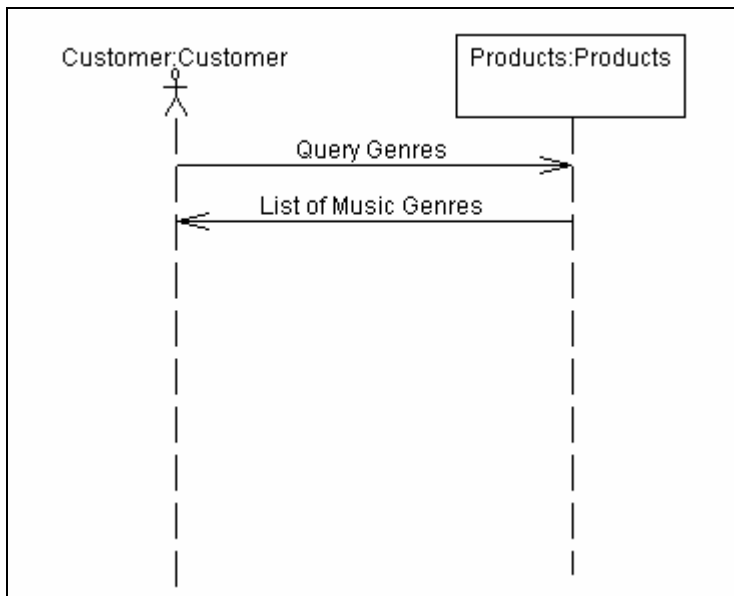 Customer:Customer
Products:Products
Query Genres
List of Music Genres